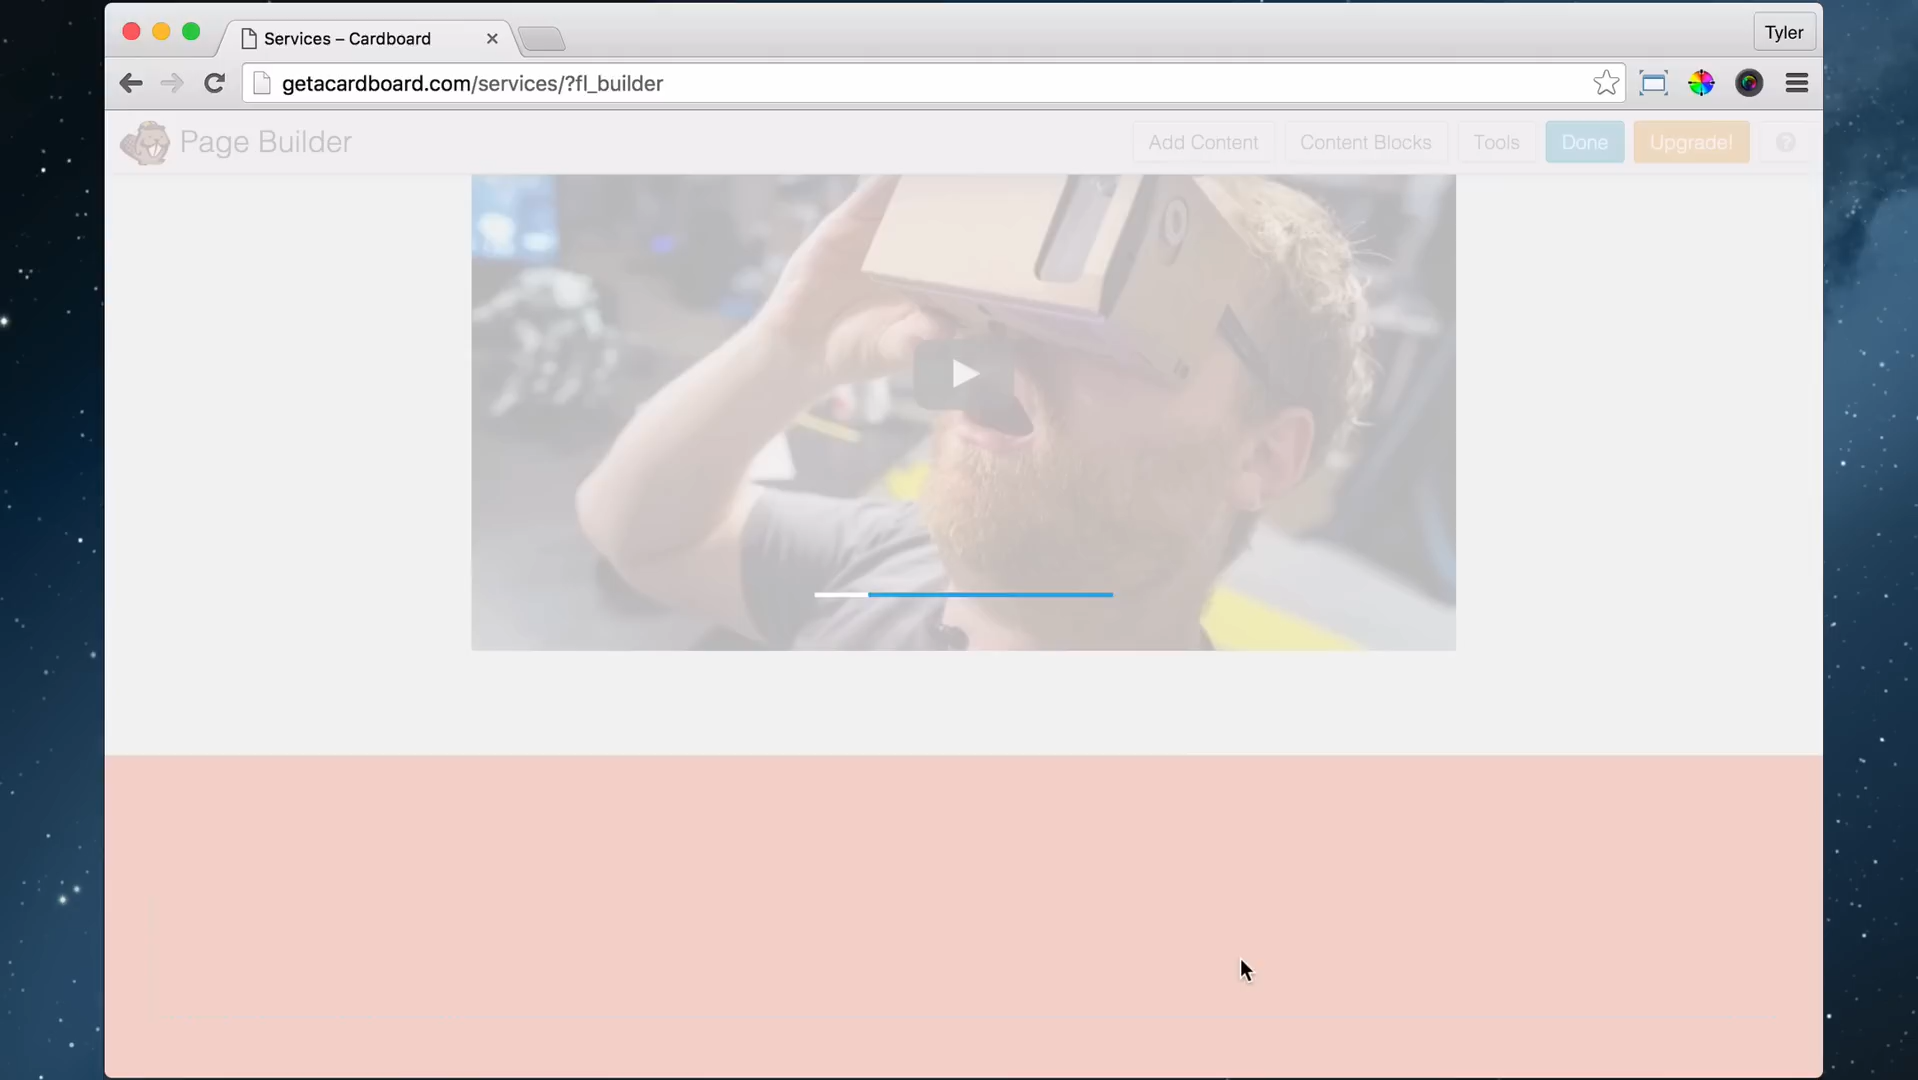 Services – Cardboard
Tyler
getacardboard.com/services/?fl_builder
Page Builder
Add Content
Content Blocks
Tools
Done
Upgrade!
?